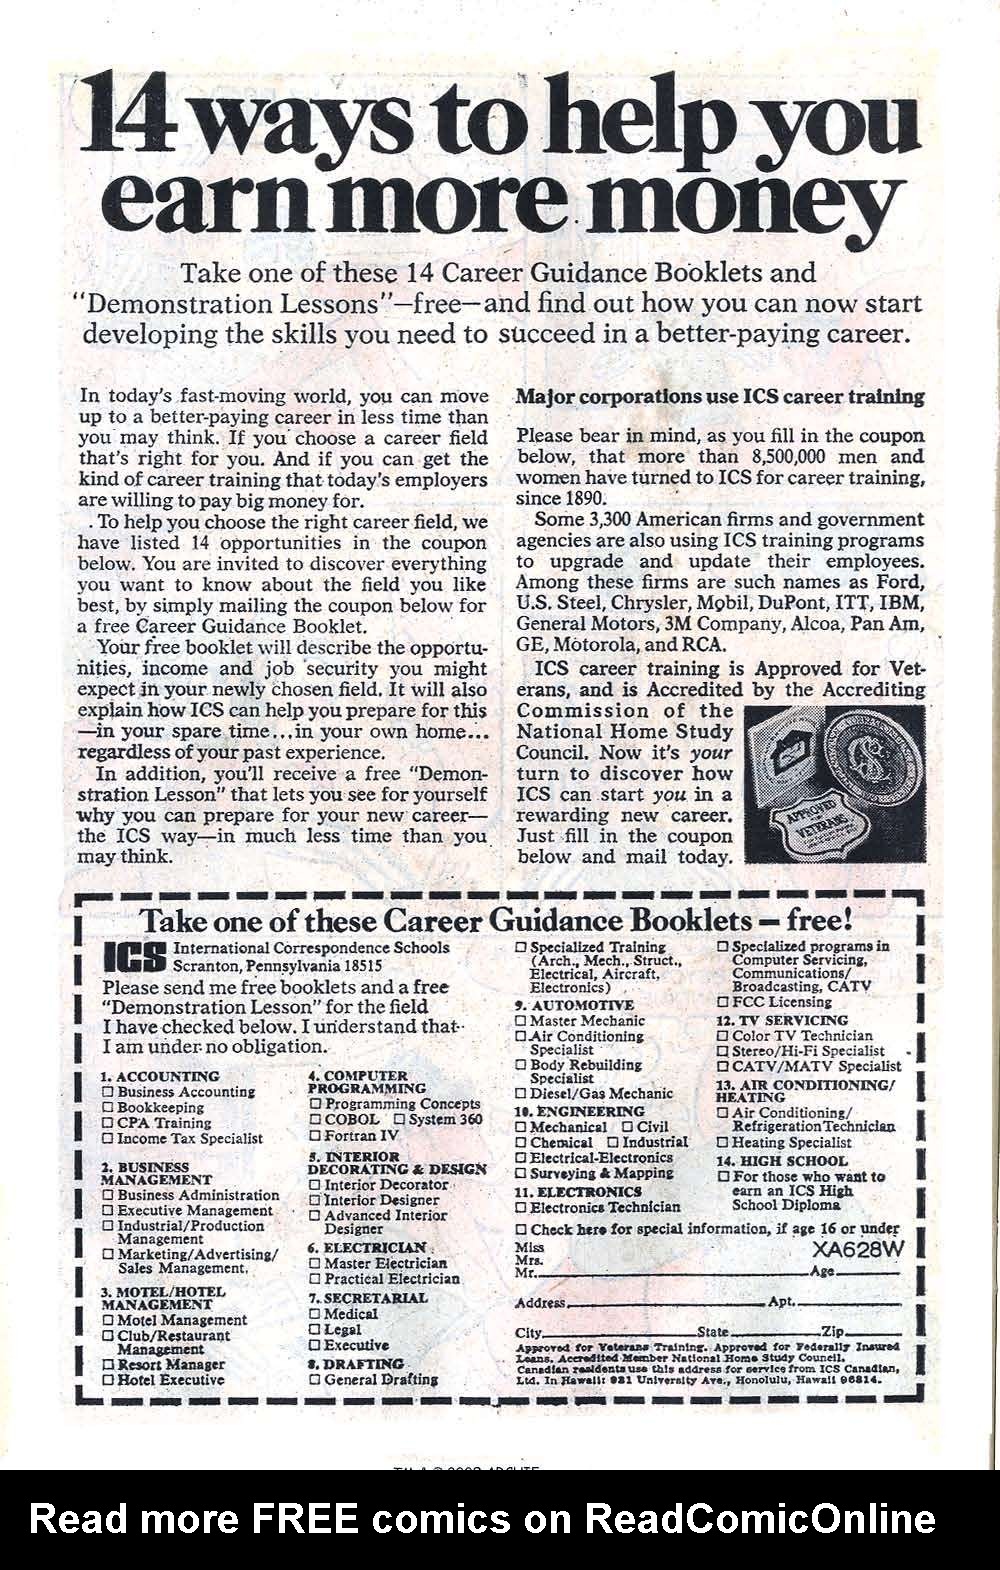 14 ways to help you
earn more money
Take one of these 14 Career Guidance Booklets and
"Demonstration Lessons"—free—and find out how you can now start
developing the skills you need to succeed in a better-paying career.
In today's fast-moving world, you can move
up to a better-paying career in less time than
you may think. If you choose a career field
that's right for you. And if you can get the
kind of career training that today's employers
are willing to pay big money for.
To help you choose the right career field, we
have listed 14 opportunities in the coupon
below. You are invited to discover everything
you want to know about the field you like
best, by simply mailing the coupon below for
a free Career Guidance Booklet.
Your free booklet will describe the opportu-
nities, income and job security you might
expect in your newly chosen field. It will also
explain how ICS can help you prepare for this
—in your spare time...in your own home...
regardless of your past experience.
In addition, you'll receive a free "Demon-
stration Lesson" that lets you see for yourself
why you can prepare for your new career—
the ICS way—in much less time than you
may think.
Major corporations use ICS career training
Please bear in mind, as you fill in the coupon
below, that more than 8,500,000 men and
women have turned to ICS for career training,
since 1890.
Some 3,300 American firms and government
agencies are also using ICS training programs
to upgrade and update their employees.
Among these firms are such names as Ford,
U.S. Steel, Chrysler, Mobil, DuPont, ITT, IBM,
General Motors, 3M Company, Alcoa, Pan Am,
GE, Motorola, and RCA.
ICS career training is Approved for Vet-
erans, and is Accredited by the Accrediting
Commission of the
National Home Study
Council. Now it's your
turn to discover how
ICS can start you in a
rewarding new career.
Just fill in the coupon
below and mail today.
APPROVED
VETERANS
Take one of these Career Guidance Booklets — free!
ICS International Correspondence Schools
Scranton, Pennsylvania 18515
Please send me free booklets and a free
"Demonstration Lesson" for the field
I have checked below. I understand that
I am under no obligation.
1. ACCOUNTING
☐ Business Accounting
☐ Bookkeeping
☐ CPA Training
☐ Income Tax Specialist
2. BUSINESS
MANAGEMENT
☐ Business Administration
☐ Executive Management
☐ Industrial/Production
Management
☐ Marketing/Advertising/
Sales Management
3. MOTEL/HOTEL
MANAGEMENT
☐ Motel Management
☐ Club/Restaurant
Management
☐ Resort Manager
☐ Hotel Executive
4. COMPUTER
PROGRAMMING
☐ Programming Concepts
☐ COBOL ☐ System 360
☐ Fortran IV
5. INTERIOR
DECORATING & DESIGN
☐ Interior Decorator
☐ Interior Designer
☐ Advanced Interior
Designer
6. ELECTRICIAN
☐ Master Electrician
☐ Practical Electrician
7. SECRETARIAL
☐ Medical
☐ Legal
☐ Executive
8. DRAFTING
☐ General Drafting
☐ Specialized Training
(Arch., Mech., Struct.,
Electrical, Aircraft,
Electronics)
9. AUTOMOTIVE
☐ Master Mechanic
☐ Air Conditioning
Specialist
☐ Body Rebuilding
Specialist
☐ Diesel/Gas Mechanic
10. ENGINEERING
☐ Mechanical ☐ Civil
☐ Chemical ☐ Industrial
☐ Electrical-Electronics
☐ Surveying & Mapping
11. ELECTRONICS
☐ Electronics Technician
☐ Specialized programs in
Computer Servicing,
Communications/
Broadcasting, CATV
☐ FCC Licensing
12. TV SERVICING
☐ Color TV Technician
☐ Stereo/Hi-Fi Specialist
☐ CATV/MATV Specialist
13. AIR CONDITIONING/
HEATING
☐ Air Conditioning/
Refrigeration Technician
☐ Heating Specialist
14. HIGH SCHOOL
☐ For those who want to
earn an ICS High
School Diploma
☐ Check here for special information, if age 16 or under
XA628W
Miss
Mrs.
Mr. Age
Address Apt.
City State Zip
Approved for Veterans Training. Approved for Federally Insured
Loans. Accredited Member National Home Study Council.
Canadian residents use this address for service from ICS Canadian,
Ltd. In Hawaii: 931 University Ave., Honolulu, Hawaii 96814.
Read more FREE comics on ReadComicOnline